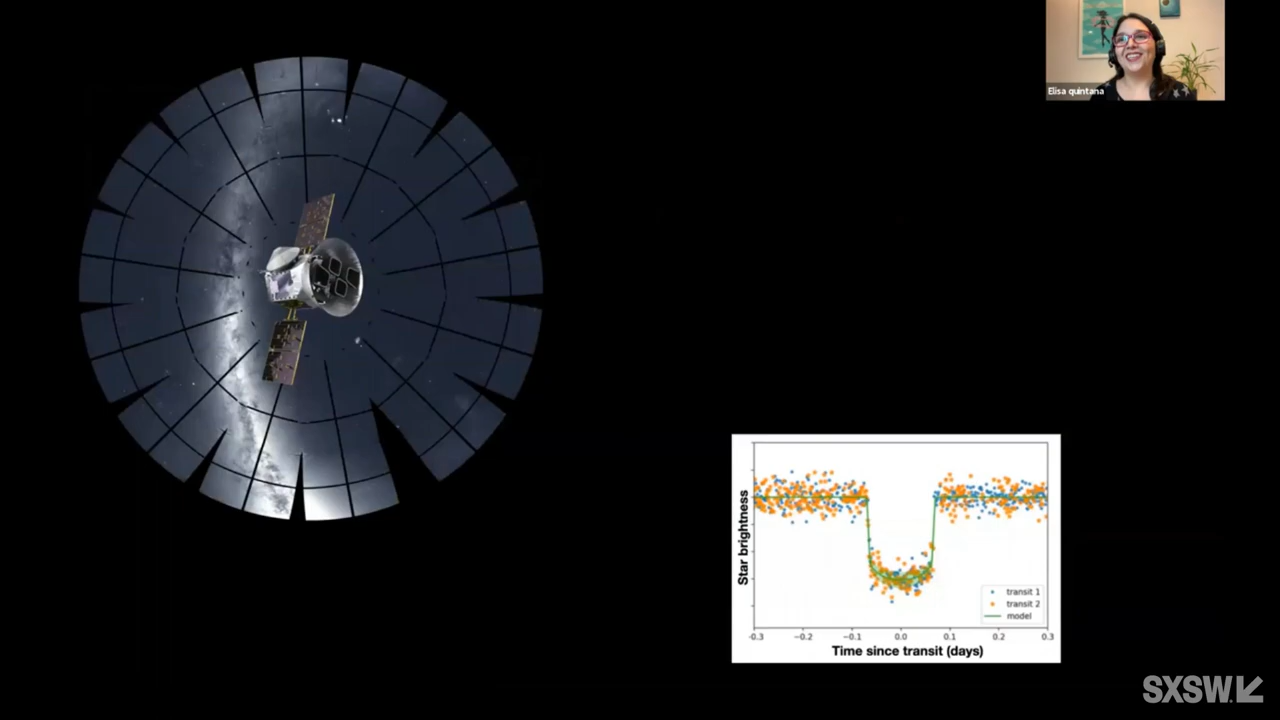 Elisa quintana
Star brightness
transit 1
transit 2
model
-0.3 -0.2 -0.1 0.0 0.1 0.2 0.3
Time since transit (days)
SXSW.